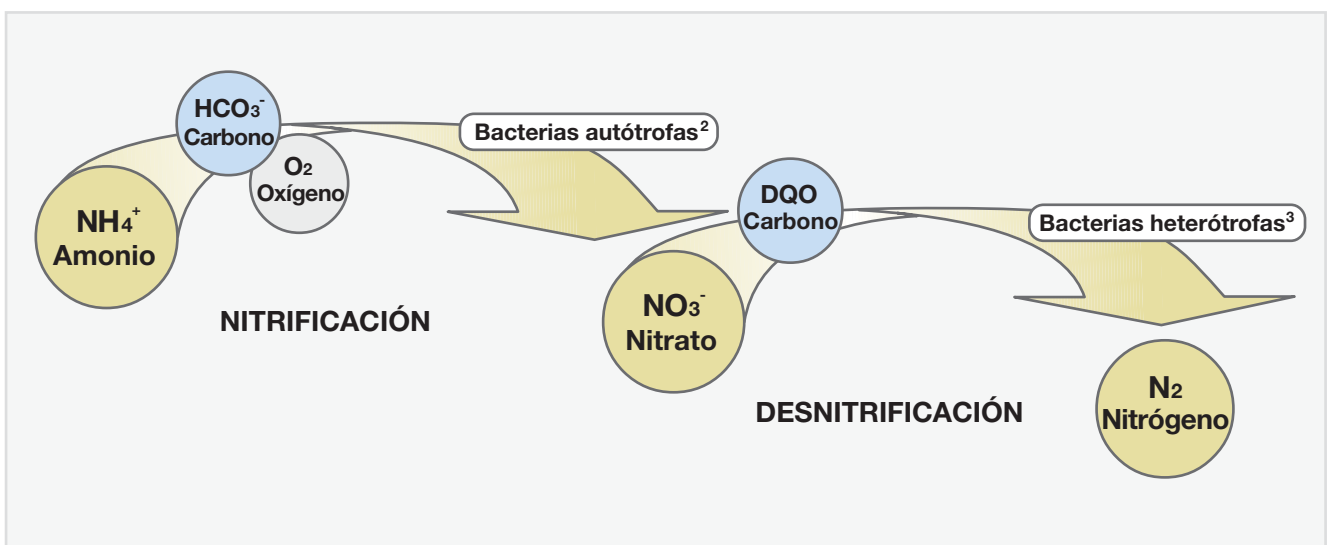 HCO₃⁻
Carbono
O₂
Oxígeno
NH₄⁺
Amonio
Bacterias autótrofas²
NITRIFICACIÓN
DQO
Carbono
NO₃⁻
Nitrato
Bacterias heterótrofas³
DESNITRIFICACIÓN
N₂
Nitrógeno